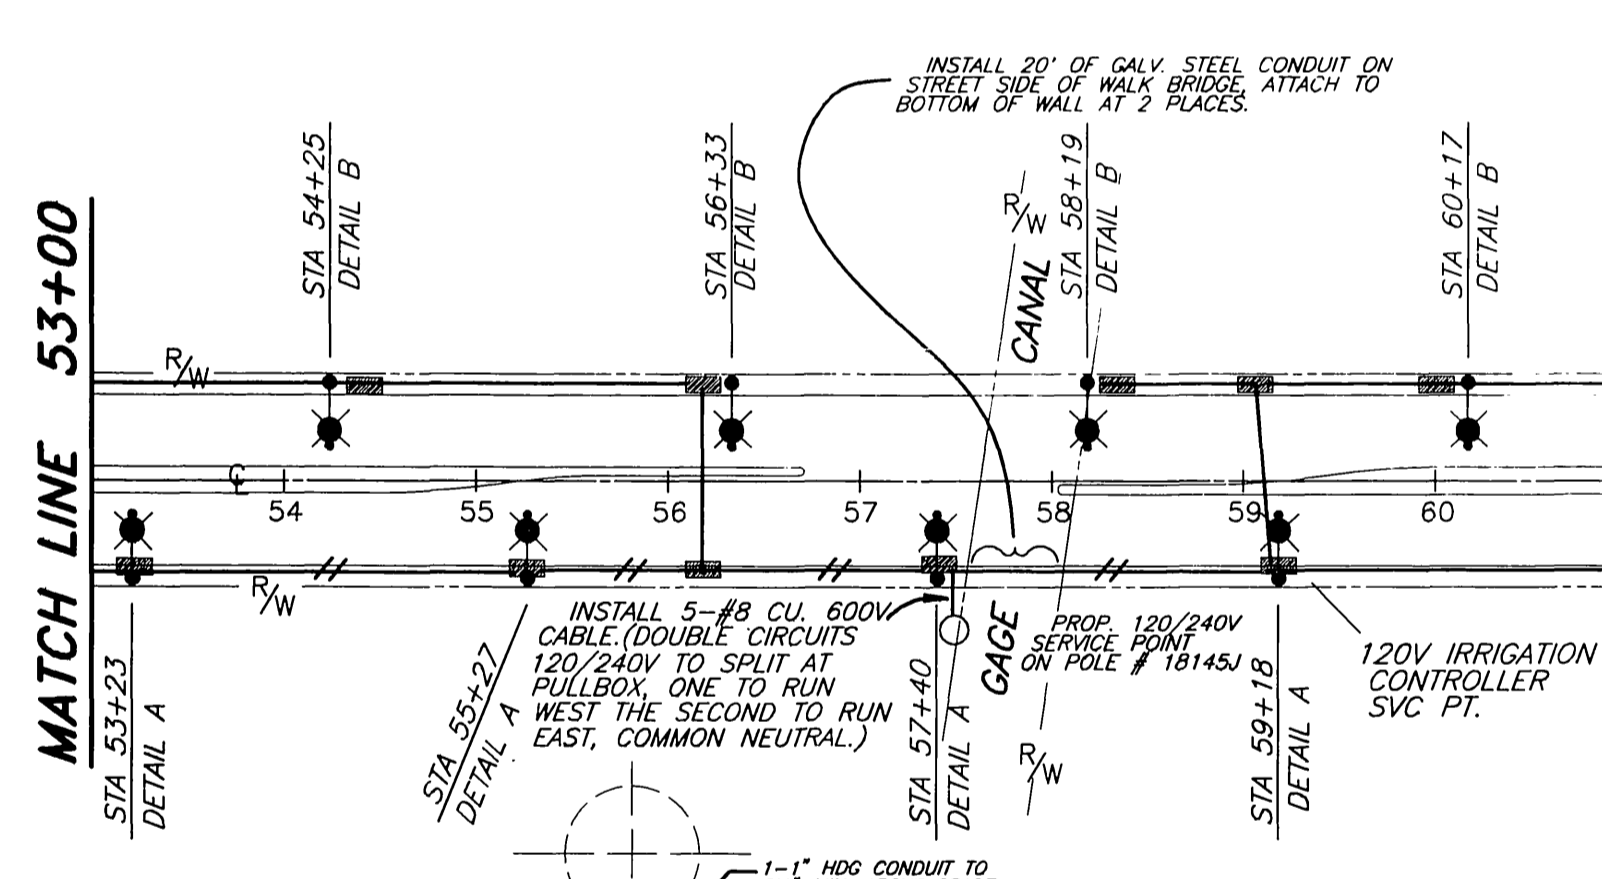 INSTALL 20' OF GALV. STEEL CONDUIT ON
STREET SIDE OF WALK BRIDGE, ATTACH TO
BOTTOM OF WALL AT 2 PLACES.
MATCH LINE 53+00
STA 54+25
DETAIL B
STA 56+33
DETAIL B
STA 58+19
DETAIL B
STA 60+17
DETAIL B
R/W
R/W
CANAL
CL
54
55
56
57
58
59
60
R/W
INSTALL 5-#8 CU. 600V
CABLE.(DOUBLE CIRCUITS
120/240V TO SPLIT AT
PULLBOX, ONE TO RUN
WEST THE SECOND TO RUN
EAST, COMMON NEUTRAL.)
GAGE
PROP. 120/240V
SERVICE POINT
ON POLE # 18145J
120V IRRIGATION
CONTROLLER
SVC PT.
R/W
STA 53+23
DETAIL A
STA 55+27
DETAIL A
STA 57+40
DETAIL A
STA 59+18
DETAIL A
1-1" HDG CONDUIT TO